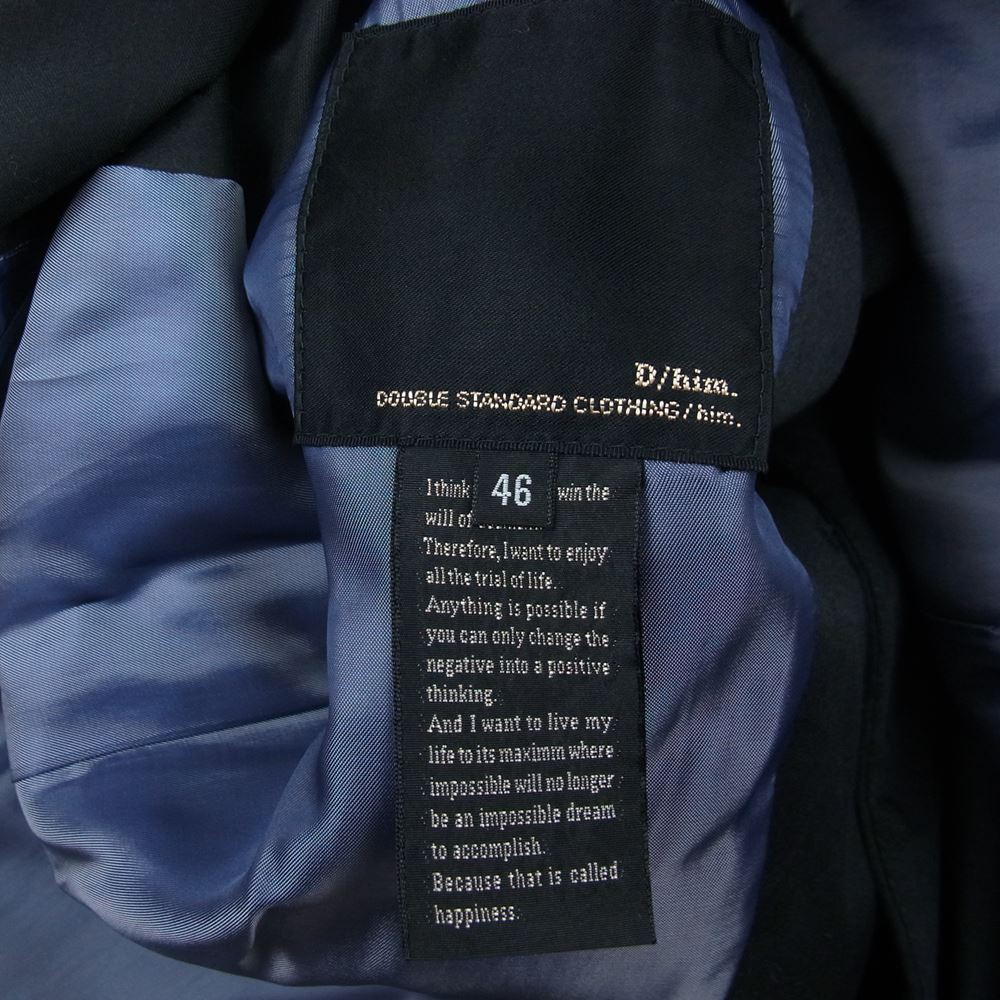 D/him.
DOUBLE STANDARD CLOTHING/him.
46
I think win the
will of
Therefore, I want to enjoy
all the trial of life.
Anything is possible if
you can only change the
negative into a positive
thinking.
And I want to live my
life to its maximm where
impossible will no longer
be an impossible dream
to accomplish.
Because that is called
happiness.